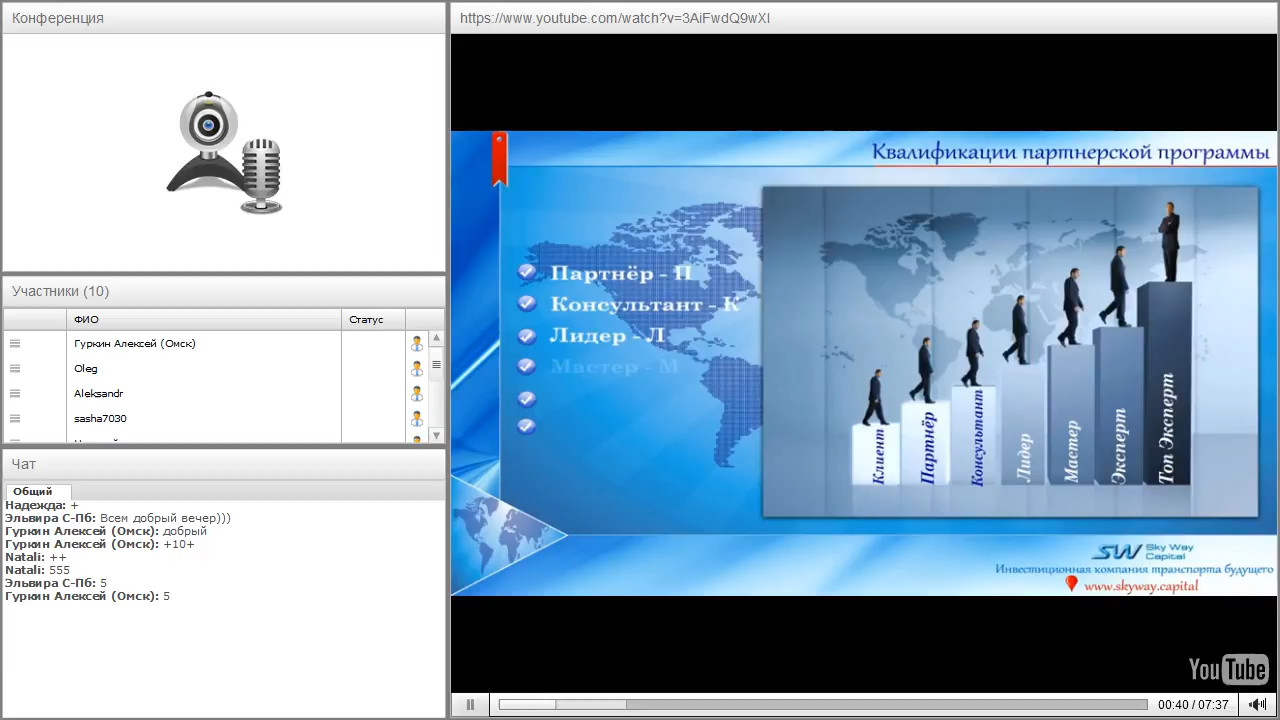 Конференция
Участники (10)
ФИО
Статус
Гуркин Алексей (Омск)
Oleg
Aleksandr
sasha7030
Чат
Общий
Надежда: +
Эльвира С-Пб: Всем добрый вечер)))
Гуркин Алексей (Омск): добрый
Гуркин Алексей (Омск): +10+
Natali: ++
Natali: 555
Эльвира С-Пб: 5
Гуркин Алексей (Омск): 5
https://www.youtube.com/watch?v=3AiFwdQ9wXI
Квалификации партнерской программы
Партнёр - П
Консультант - К
Лидер - Л
Мастер - М
Клиент
Партнёр
Консультант
Лидер
Мастер
Эксперт
Топ Эксперт
SW Sky Way
Capital
Инвестиционная компания транспорта будущего
www.skyway.capital
YouTube
00:40 / 07:37